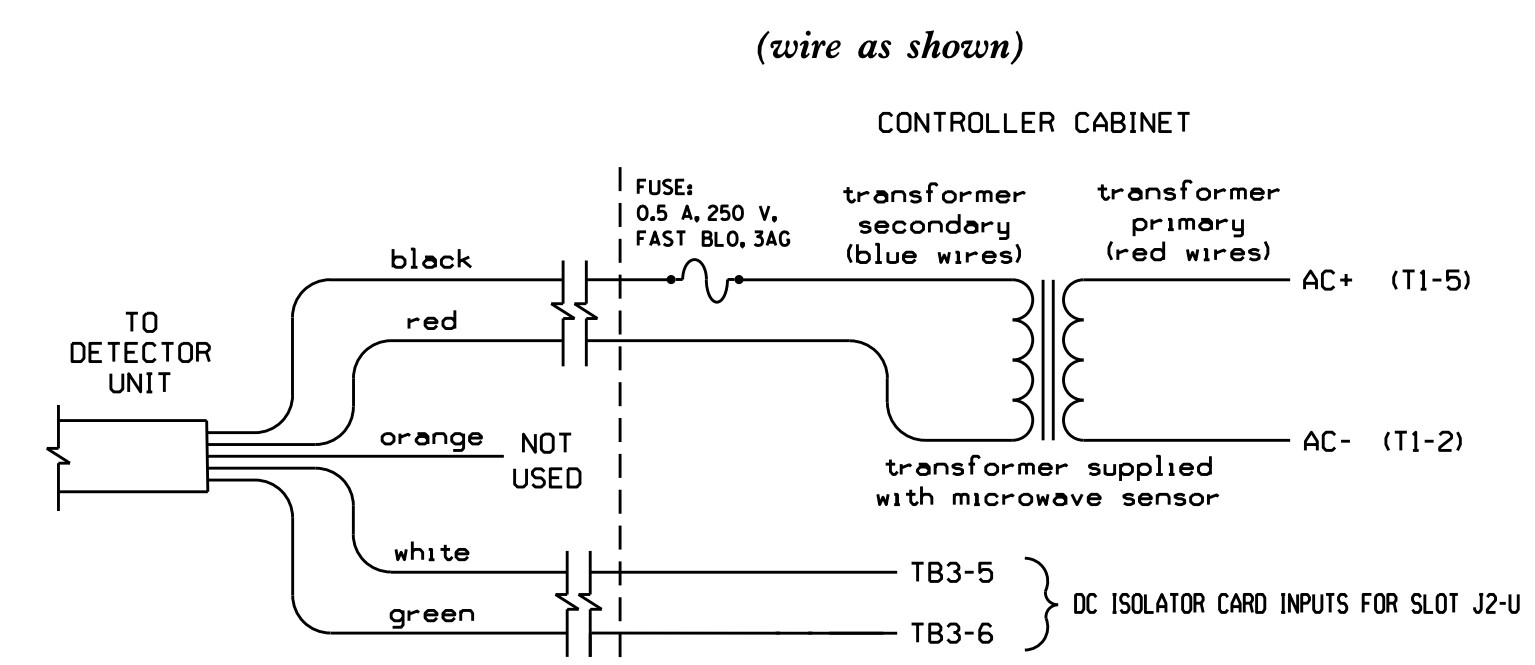 (wire as shown)
CONTROLLER CABINET
FUSE:
0.5 A, 250 V,
FAST BLO, 3AG
transformer
secondary
(blue wires)
transformer
primary
(red wires)
black
AC+ (T1-5)
red
TO
DETECTOR
UNIT
orange
NOT
USED
AC- (T1-2)
transformer supplied
with microwave sensor
white
TB3-5
green
TB3-6
DC ISOLATOR CARD INPUTS FOR SLOT J2-U